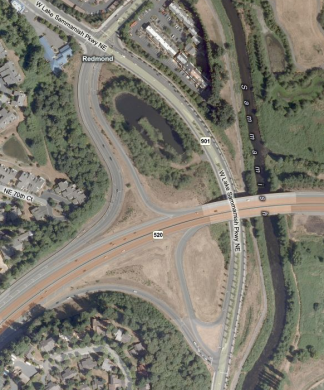 W Lake Sammamish Pkwy NE
Redmond
901
Sammamish
W Lake Sammamish Pkwy NE
NE 70th Ct
520